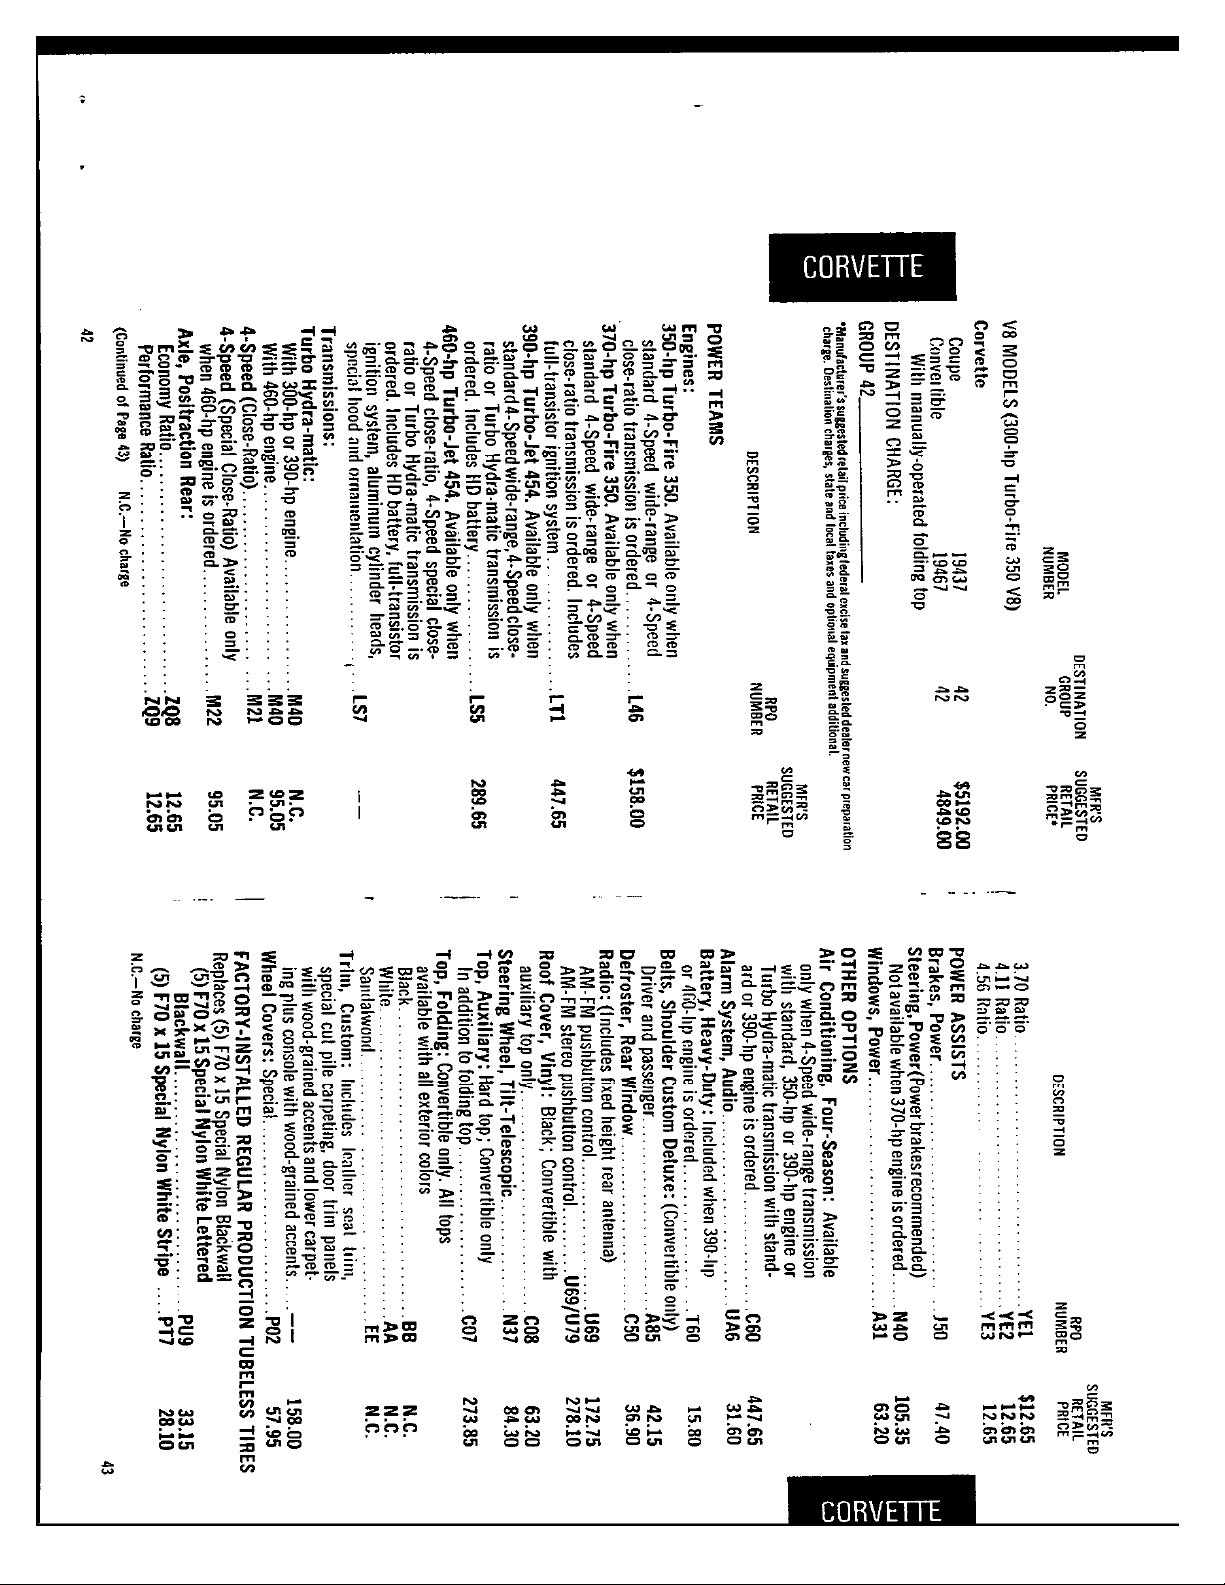 CORVETTE
MODEL NUMBER
DESTINATION GROUP NO.
MFR'S SUGGESTED RETAIL PRICE*
V8 MODELS (300-hp Turbo-Fire 350 V8)
Corvette
Coupe 19437 42 $5192.00
Convertible 19467 42 4849.00
With manually-operated folding top
DESTINATION CHARGE:
GROUP 42
*Manufacturer's suggested retail price including federal excise tax and suggested dealer new car preparation
charge. Destination charges, state and local taxes and optional equipment additional.
DESCRIPTION
RPO NUMBER
MFR'S SUGGESTED RETAIL PRICE
POWER TEAMS
Engines:
350-hp Turbo-Fire 350. Available only when
standard 4-Speed wide-range or 4-Speed
close-ratio transmission is ordered......... L46 $158.00
370-hp Turbo-Fire 350. Available only when
standard 4-Speed wide-range or 4-Speed
close-ratio transmission is ordered. Includes
full-transistor ignition system............... LT1 447.65
390-hp Turbo-Jet 454. Available only when
standard 4-Speed wide-range, 4-Speed close-
ratio or Turbo Hydra-matic transmission is
ordered. Includes HD battery............... LS5 289.65
460-hp Turbo-Jet 454. Available only when
4-Speed close-ratio, 4-Speed special close-
ratio or Turbo Hydra-matic transmission is
ordered. Includes HD battery, full-transistor
ignition system, aluminum cylinder heads,
special hood and ornamentation............ LS7 —
Transmissions:
Turbo Hydra-matic:
With 300-hp or 390-hp engine............... M40 N.C.
With 460-hp engine............... M40 95.05
4-Speed (Close-Ratio)............... M21 N.C.
4-Speed (Special Close-Ratio) Available only
when 460-hp engine is ordered............ M22 95.05
Axle, Positraction Rear:
Economy Ratio............... ZQ8 12.65
Performance Ratio............... ZQ9 12.65
(Continued of Page 43) N.C.—No charge
42
DESCRIPTION
RPO NUMBER
MFR'S SUGGESTED RETAIL PRICE
3.70 Ratio............... YE1 $12.65
4.11 Ratio............... YE2 12.65
4.56 Ratio............... YE3 12.65
POWER ASSISTS
Brakes, Power............... J50 47.40
Steering, Power (Power brakes recommended)
Not available when 370-hp engine is ordered... N40 105.35
Windows, Power............... A31 63.20
OTHER OPTIONS
Air Conditioning, Four-Season: Available
only when 4-Speed wide-range transmission
with standard, 350-hp or 390-hp engine or
Turbo Hydra-matic transmission with stand-
ard or 390-hp engine is ordered............ C60 447.65
Alarm System, Audio............... UA6 31.60
Battery, Heavy-Duty: Included when 390-hp
or 460-hp engine is ordered............... T60 15.80
Belts, Shoulder Custom Deluxe: (Convertible only)
Driver and passenger............... A85 42.15
Defroster, Rear Window............... C50 36.90
Radio: (Includes fixed height rear antenna)
AM-FM pushbutton control............... U69 172.75
AM-FM stereo pushbutton control....... U69/U79 278.10
Roof Cover, Vinyl: Black; Convertible with
auxiliary top only............... C08 63.20
Steering Wheel, Tilt-Telescopic............ N37 84.30
Top, Auxiliary: Hard top; Convertible only
In addition to folding top............... C07 273.85
Top, Folding: Convertible only. All tops
available with all exterior colors
Black............... BB N.C.
White............... AA N.C.
Sandalwood............... EE N.C.
Trim, Custom: Includes leather seat trim,
special cut pile carpeting, door trim panels
with wood-grained accents and lower carpet-
ing plus console with wood-grained accents.... —— 158.00
Wheel Covers: Special............... P02 57.95
FACTORY-INSTALLED REGULAR PRODUCTION TUBELESS TIRES
Replaces (5) F70 x 15 Special Nylon Blackwall
(5) F70 x 15 Special Nylon White Lettered
Blackwall............... PU9 33.15
(5) F70 x 15 Special Nylon White Stripe.... PT7 28.10
N.C.—No charge
43
CORVETTE